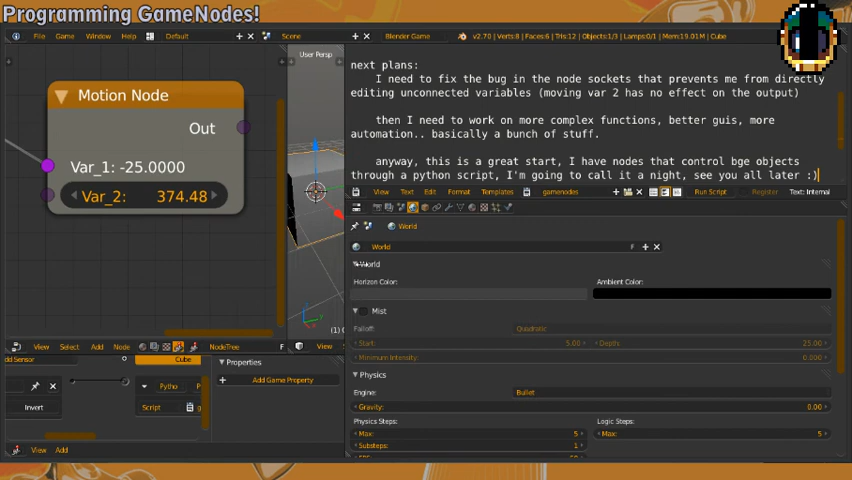 Programming GameNodes!
File Game Window Help Default Scene Blender Game v2.70 | Verts:8 | Faces:6 | Tris:12 | Objects:1/3 | Lamps:0/1 | Mem:19.01M | Cube
User Persp
next plans:
I need to fix the bug in the node sockets that prevents me from directly
editing unconnected variables (moving var 2 has no effect on the output)
then I need to work on more complex functions, better guis, more
automation.. basically a bunch of stuff.
anyway, this is a great start, I have nodes that control bge objects
through a python script, I'm going to call it a night, see you all later :)
Motion Node
Out
Var_1: -25.0000
Var_2: 374.48
View Text Edit Format Templates gamenodes Run Script Register Text: Internal
World
World F
World
Horizon Color: Ambient Color:
Mist
Falloff: Quadratic
Start: 5.00 Depth: 25.00
Minimum Intensity: 0.000
Physics
Engine: Bullet
Gravity: 0.00
Physics Steps: Logic Steps:
Max: 5 Max: 5
Substeps: 1
(1)
View Select Add Node NodeTree F View
dd Sensor Cube
Pytho P
Invert Script g
Properties
Add Game Property
View Add